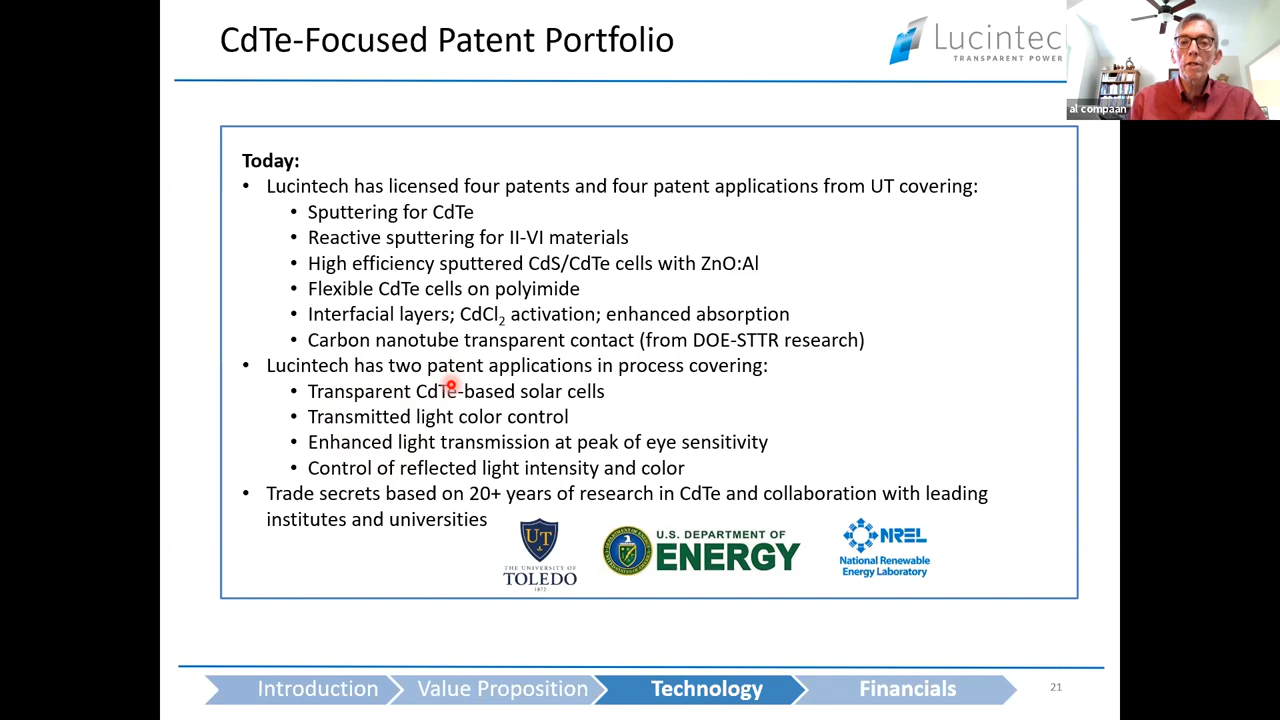 CdTe-Focused Patent Portfolio
Lucintec
TRANSPARENT POWER
al compaan
Today:
• Lucintech has licensed four patents and four patent applications from UT covering:
• Sputtering for CdTe
• Reactive sputtering for II-VI materials
• High efficiency sputtered CdS/CdTe cells with ZnO:Al
• Flexible CdTe cells on polyimide
• Interfacial layers; CdCl₂ activation; enhanced absorption
• Carbon nanotube transparent contact (from DOE-STTR research)
• Lucintech has two patent applications in process covering:
• Transparent CdTe-based solar cells
• Transmitted light color control
• Enhanced light transmission at peak of eye sensitivity
• Control of reflected light intensity and color
• Trade secrets based on 20+ years of research in CdTe and collaboration with leading
institutes and universities
UT
THE UNIVERSITY OF
TOLEDO
1872
U.S. DEPARTMENT OF
ENERGY
NREL
National Renewable
Energy Laboratory
Introduction
Value Proposition
Technology
Financials
21